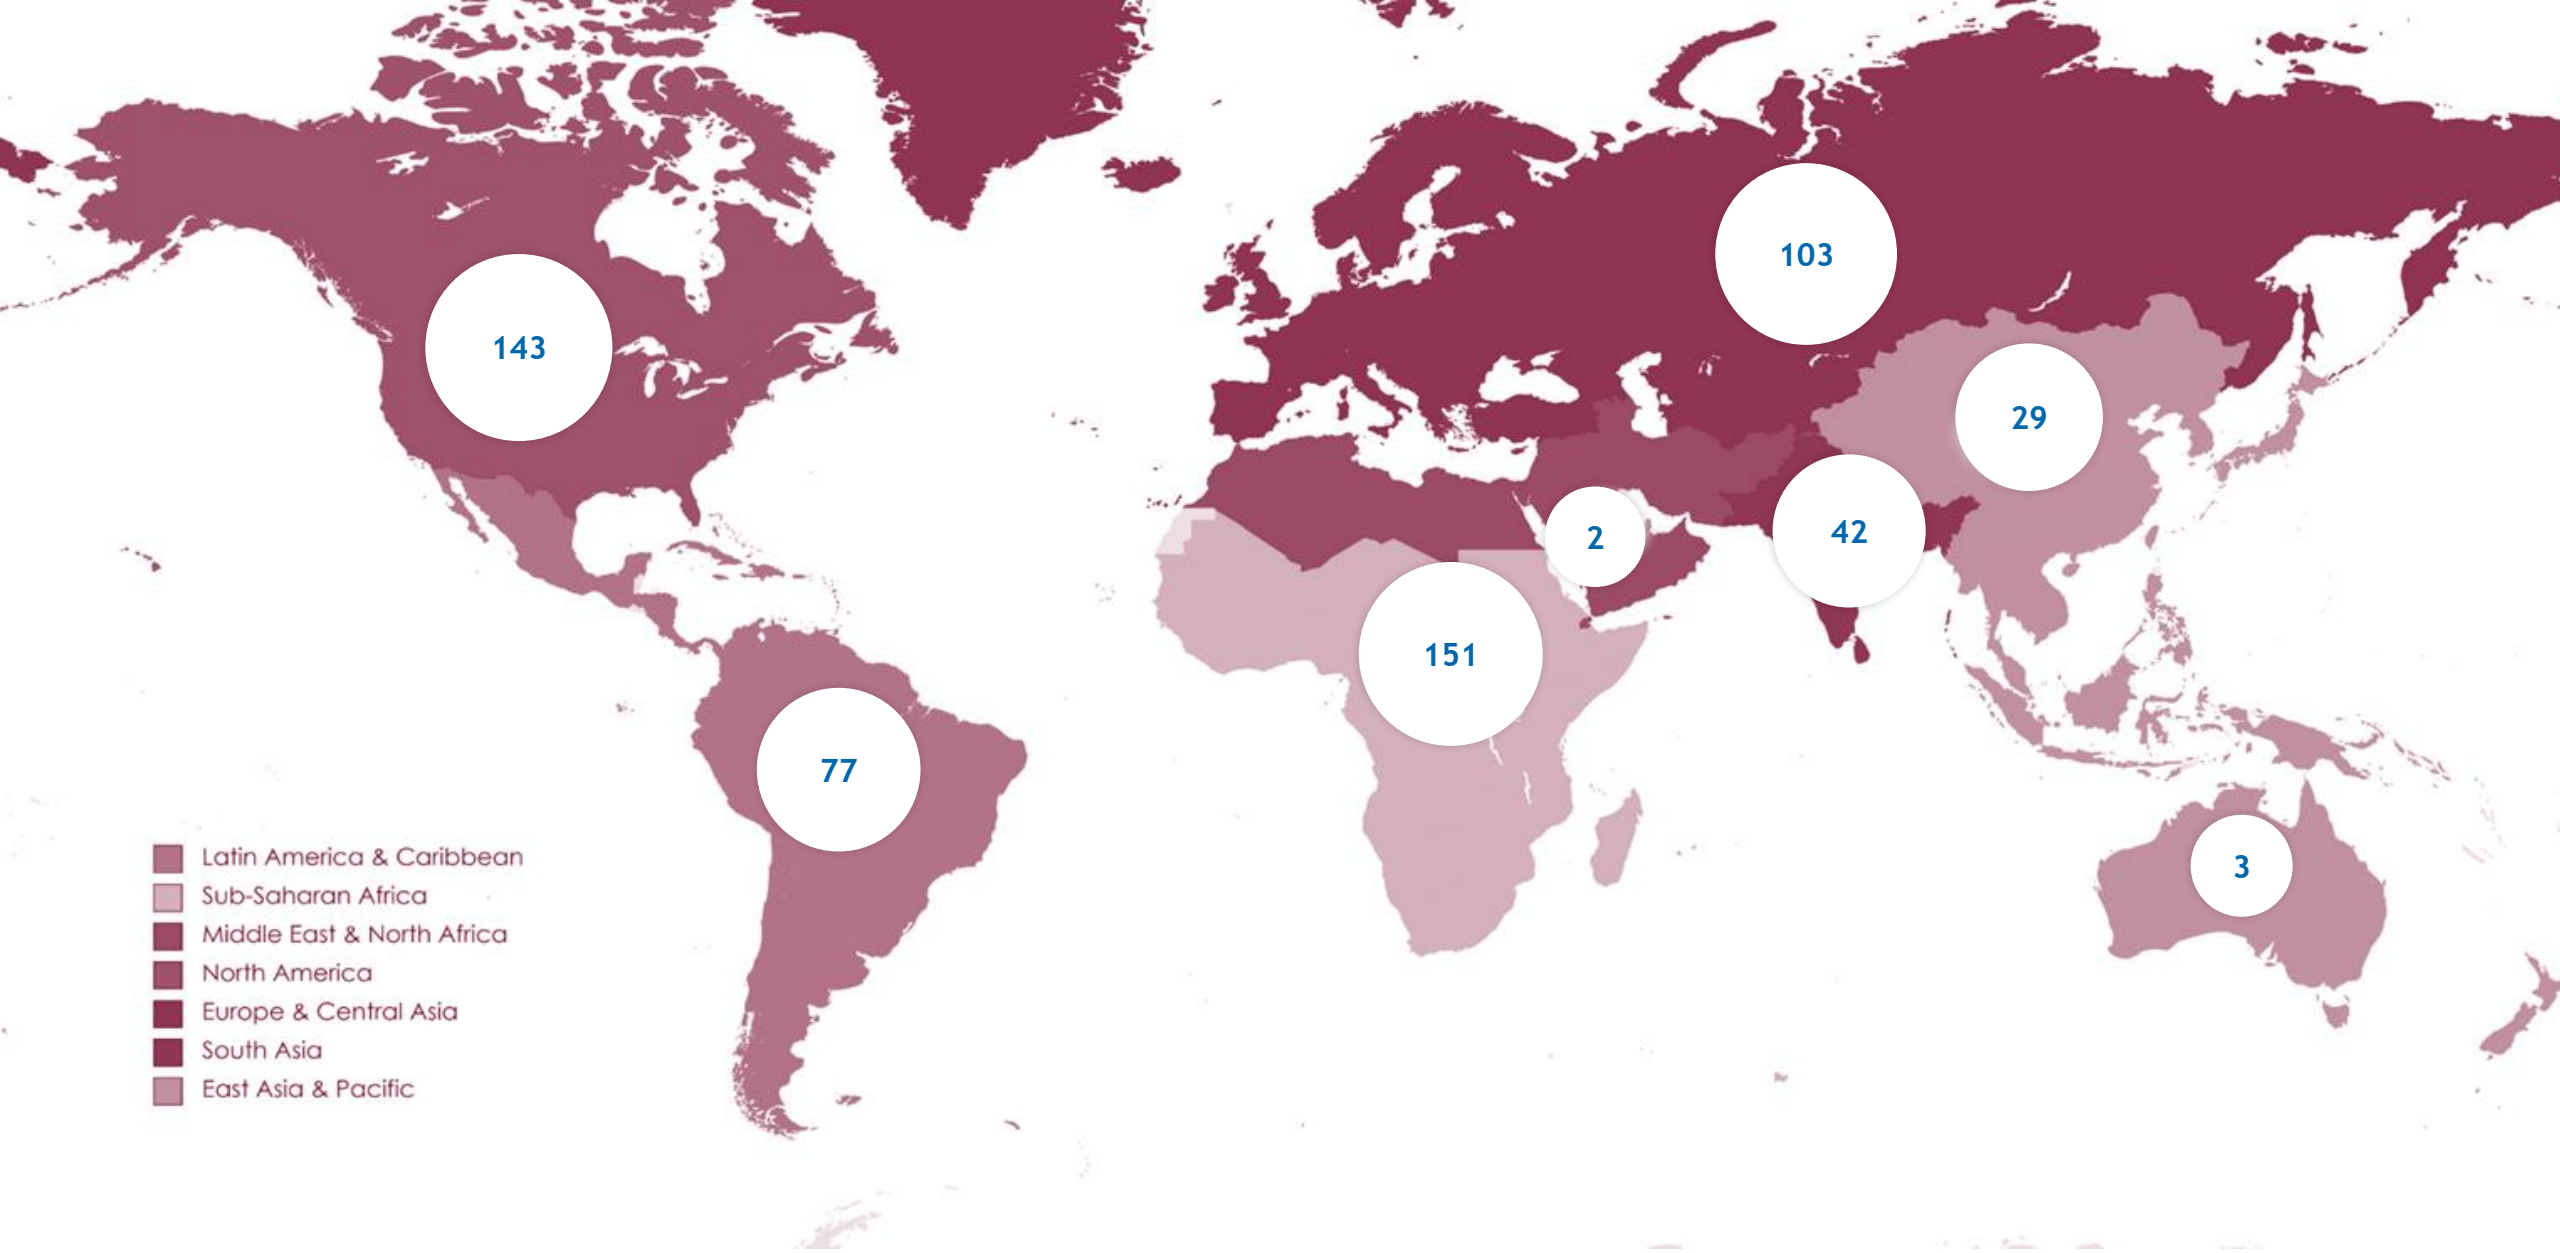 103
143
29
42
2
151
77
3
Latin America & Caribbean
Sub-Saharan Africa
Middle East & North Africa
North America
Europe & Central Asia
South Asia
East Asia & Pacific